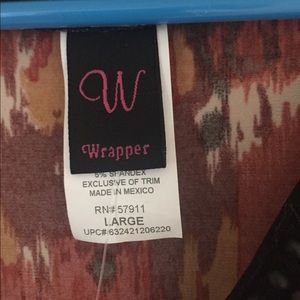 W
Wrapper
5% SPANDEX
EXCLUSIVE OF TRIM
MADE IN MEXICO
RN# 57911
LARGE
UPC#:632421206220